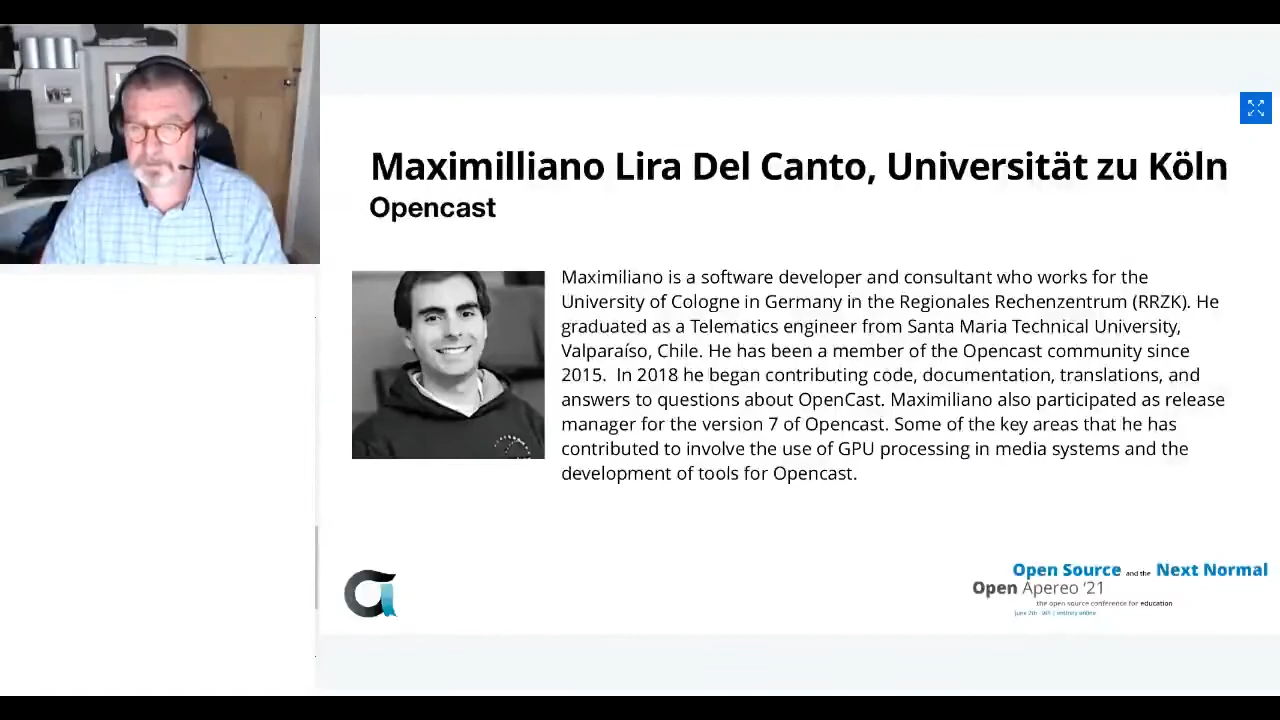 Maximilliano Lira Del Canto, Universität zu Köln
Opencast
Maximiliano is a software developer and consultant who works for the
University of Cologne in Germany in the Regionales Rechenzentrum (RRZK). He
graduated as a Telematics engineer from Santa Maria Technical University,
Valparaíso, Chile. He has been a member of the Opencast community since
2015.  In 2018 he began contributing code, documentation, translations, and
answers to questions about OpenCast. Maximiliano also participated as release
manager for the version 7 of Opencast. Some of the key areas that he has
contributed to involve the use of GPU processing in media systems and the
development of tools for Opencast.
Open Source and the Next Normal
Open Apereo ‘21
the open source conference for education
entirely online